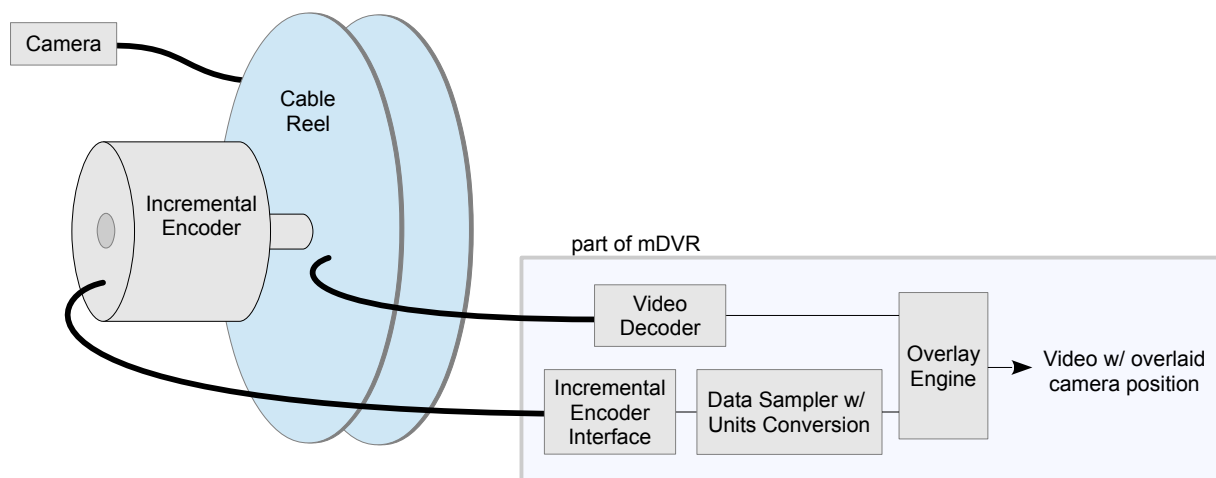 Camera
Cable
Reel
Incremental
Encoder
part of mDVR
Video
Decoder
Overlay
Engine
Video w/ overlaid
camera position
Incremental
Encoder
Interface
Data Sampler w/
Units Conversion